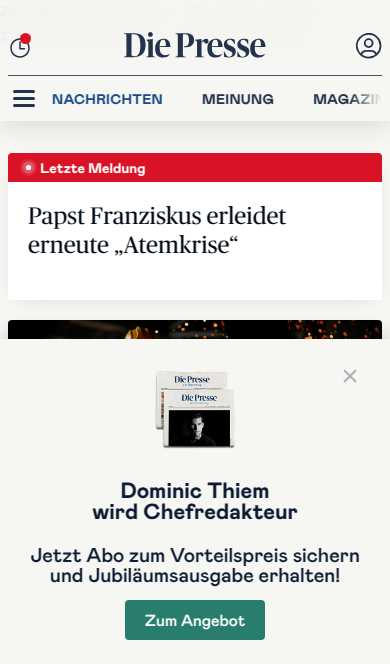 Die Presse
NACHRICHTEN MEINUNG MAGAZIN
Letzte Meldung
Papst Franziskus erleidet
erneute „Atemkrise“
Die Presse
Die Presse
Dominic Thiem
wird Chefredakteur
Jetzt Abo zum Vorteilspreis sichern
und Jubiläumsausgabe erhalten!
Zum Angebot